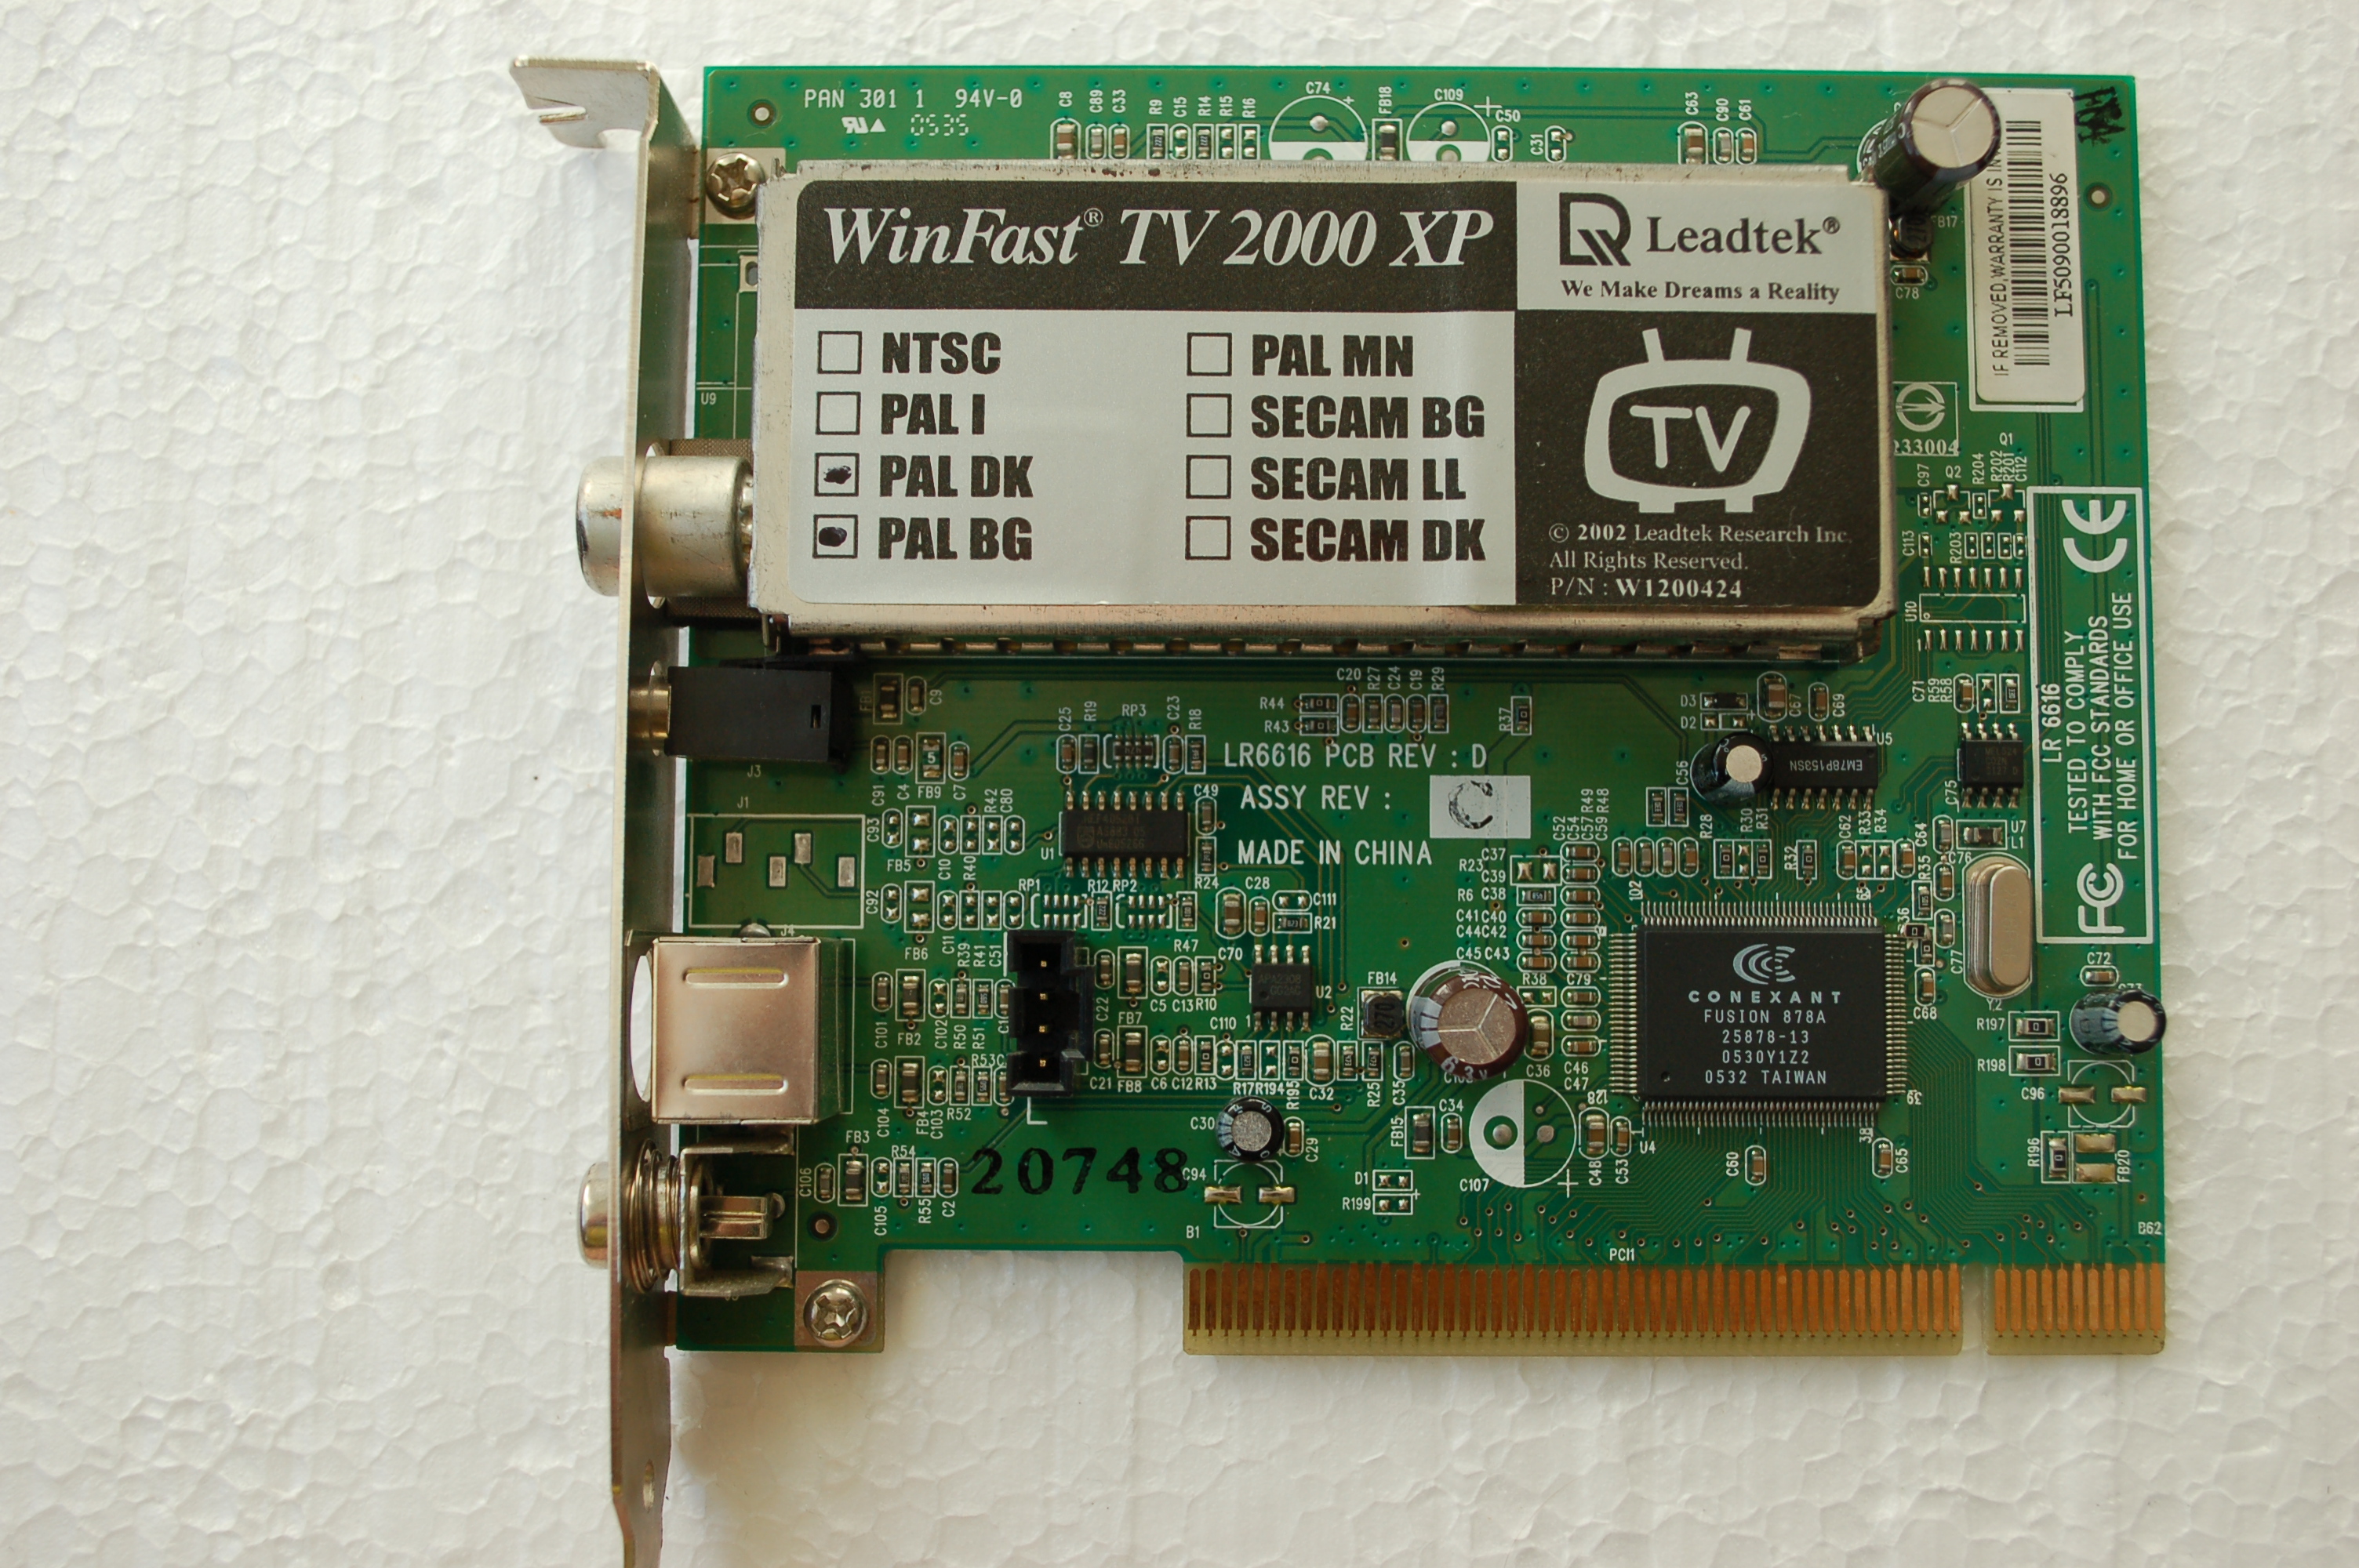 PAN 301 1 94V-0
0535
C8 C89 C33 R9 C15 R14 R15 R16 C74 FB18 C109 C50 C31 C63 C90 C61
WinFast® TV 2000 XP
Leadtek®
We Make Dreams a Reality
NTSC
PAL I
PAL DK
PAL BG
PAL MN
SECAM BG
SECAM LL
SECAM DK
TV
© 2002 Leadtek Research Inc.
All Rights Reserved.
P/N : W1200424
IF REMOVED,WARRANTY IS IN
LF5090018896
FB17
C78
U9
33004
Q1
C97 Q2 R204 R202 R201 C112
C113 R203
U10
CE
LR 6616
TESTED TO COMPLY
WITH FCC STANDARDS
FOR HOME OR OFFICE USE
FC
C9
J3
C25 R19 RP3 C23 R18
R44
R43
C20 R27 C24 C19 R29
R37
D3
D2
C67 C69
C71 R59 R58
LR6616 PCB REV : D
ASSY REV :
C
MADE IN CHINA
U5
EM78P153SN
C91 C4 FB9 C7
J1
C93 FB5 R42 C80
U1
C49
R24
C56
R28 R30 R31 C62 R33 R34
C75
U7
L1
C64
C76
R35
C52 C54 C57 R49
C59 R48
C37
R23
C39
R6 C38
C41 C40
C44 C42
C45 C43
R38 C79
102
65
R32
C92 FB6 C10 R40
RP1 R12 RP2
C28 C111
R21
J4
C11 R39 R41 C51
R47
C70
C22 FB7 C5 C13 R10
U2
FB14
270
R22
CONEXANT
FUSION 878A
25878-13
0530Y1Z2
0532 TAIWAN
C77
Y2
C68
C72
R197
R198
C96
C101 FB2 C102 R50 R51
C110
C21 FB8 C6 C12 R13 R17 R194 R195 C32 R25 C35
6.3V
C36
C46
C47
128
39
38
C104 FB4 C103 R52 R53
C30
C29
FB15 C34
C48 C53 U4
C60
C65
R196
FB20
FB3
C106
C105 R54 R55 C2
20748
C94
D1
R199
C107
B1
PCI1
B62